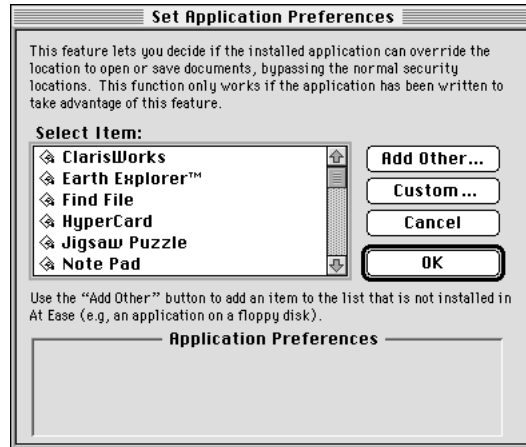 Set Application Preferences
This feature lets you decide if the installed application can override the
location to open or save documents, bypassing the normal security
locations. This function only works if the application has been written to
take advantage of this feature.
Select Item:
ClarisWorks
Earth Explorer™
Find File
HyperCard
Jigsaw Puzzle
Note Pad
Add Other...
Custom ...
Cancel
OK
Use the “Add Other” button to add an item to the list that is not installed in
At Ease (e.g, an application on a floppy disk).
Application Preferences